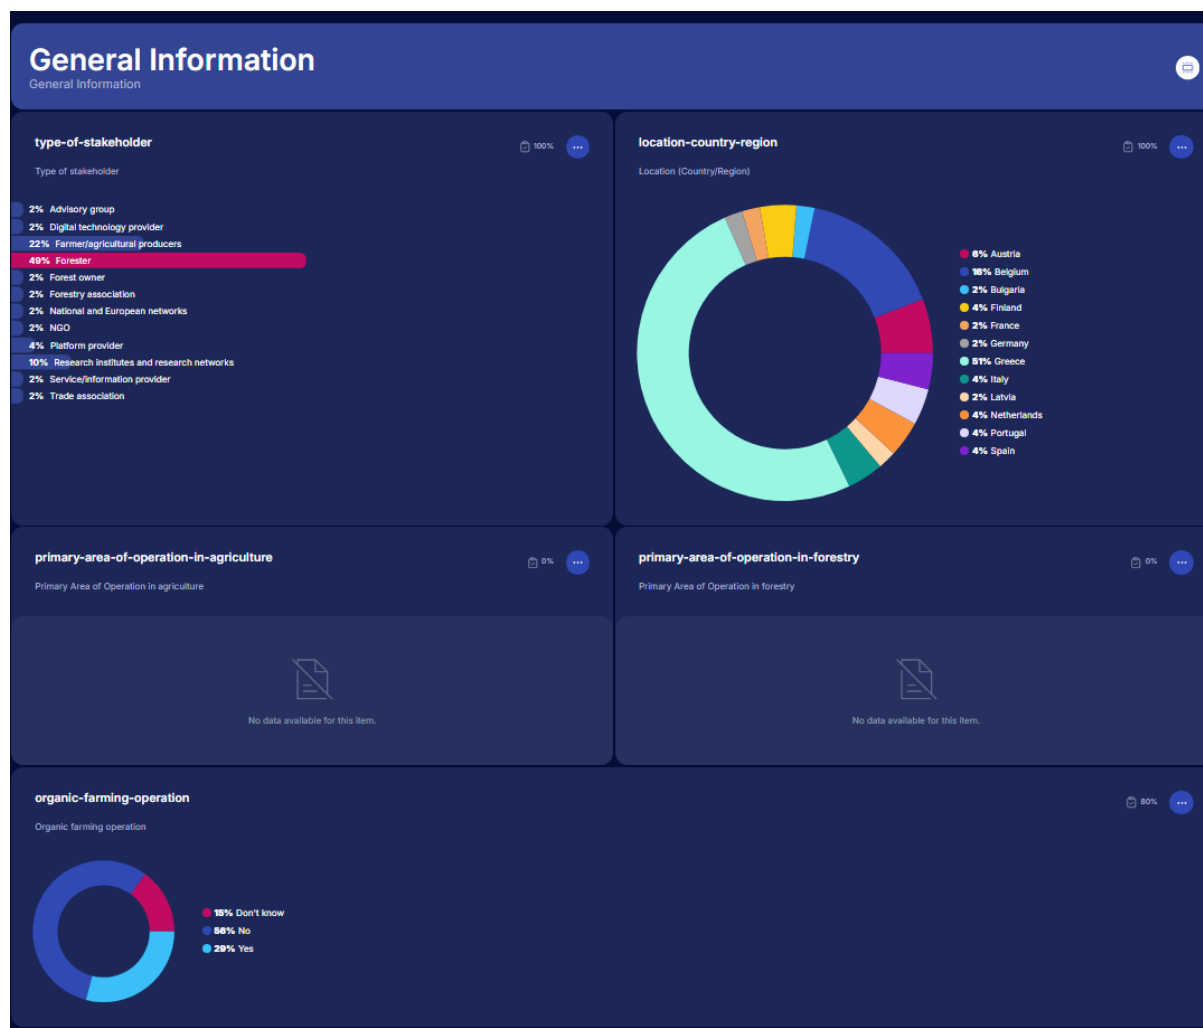 General Information
General Information
type-of-stakeholder
100%
Type of stakeholder
2% Advisory group
2% Digital technology provider
22% Farmer/agricultural producers
49% Forester
2% Forest owner
2% Forestry association
2% National and European networks
2% NGO
4% Platform provider
10% Research institutes and research networks
2% Service/information provider
2% Trade association
location-country-region
100%
Location (Country/Region)
6% Austria
16% Belgium
2% Bulgaria
4% Finland
2% France
2% Germany
51% Greece
4% Italy
2% Latvia
4% Netherlands
4% Portugal
4% Spain
primary-area-of-operation-in-agriculture
0%
Primary Area of Operation in agriculture
No data available for this item.
primary-area-of-operation-in-forestry
0%
Primary Area of Operation in forestry
No data available for this item.
organic-farming-operation
80%
Organic farming operation
15% Don't know
56% No
29% Yes